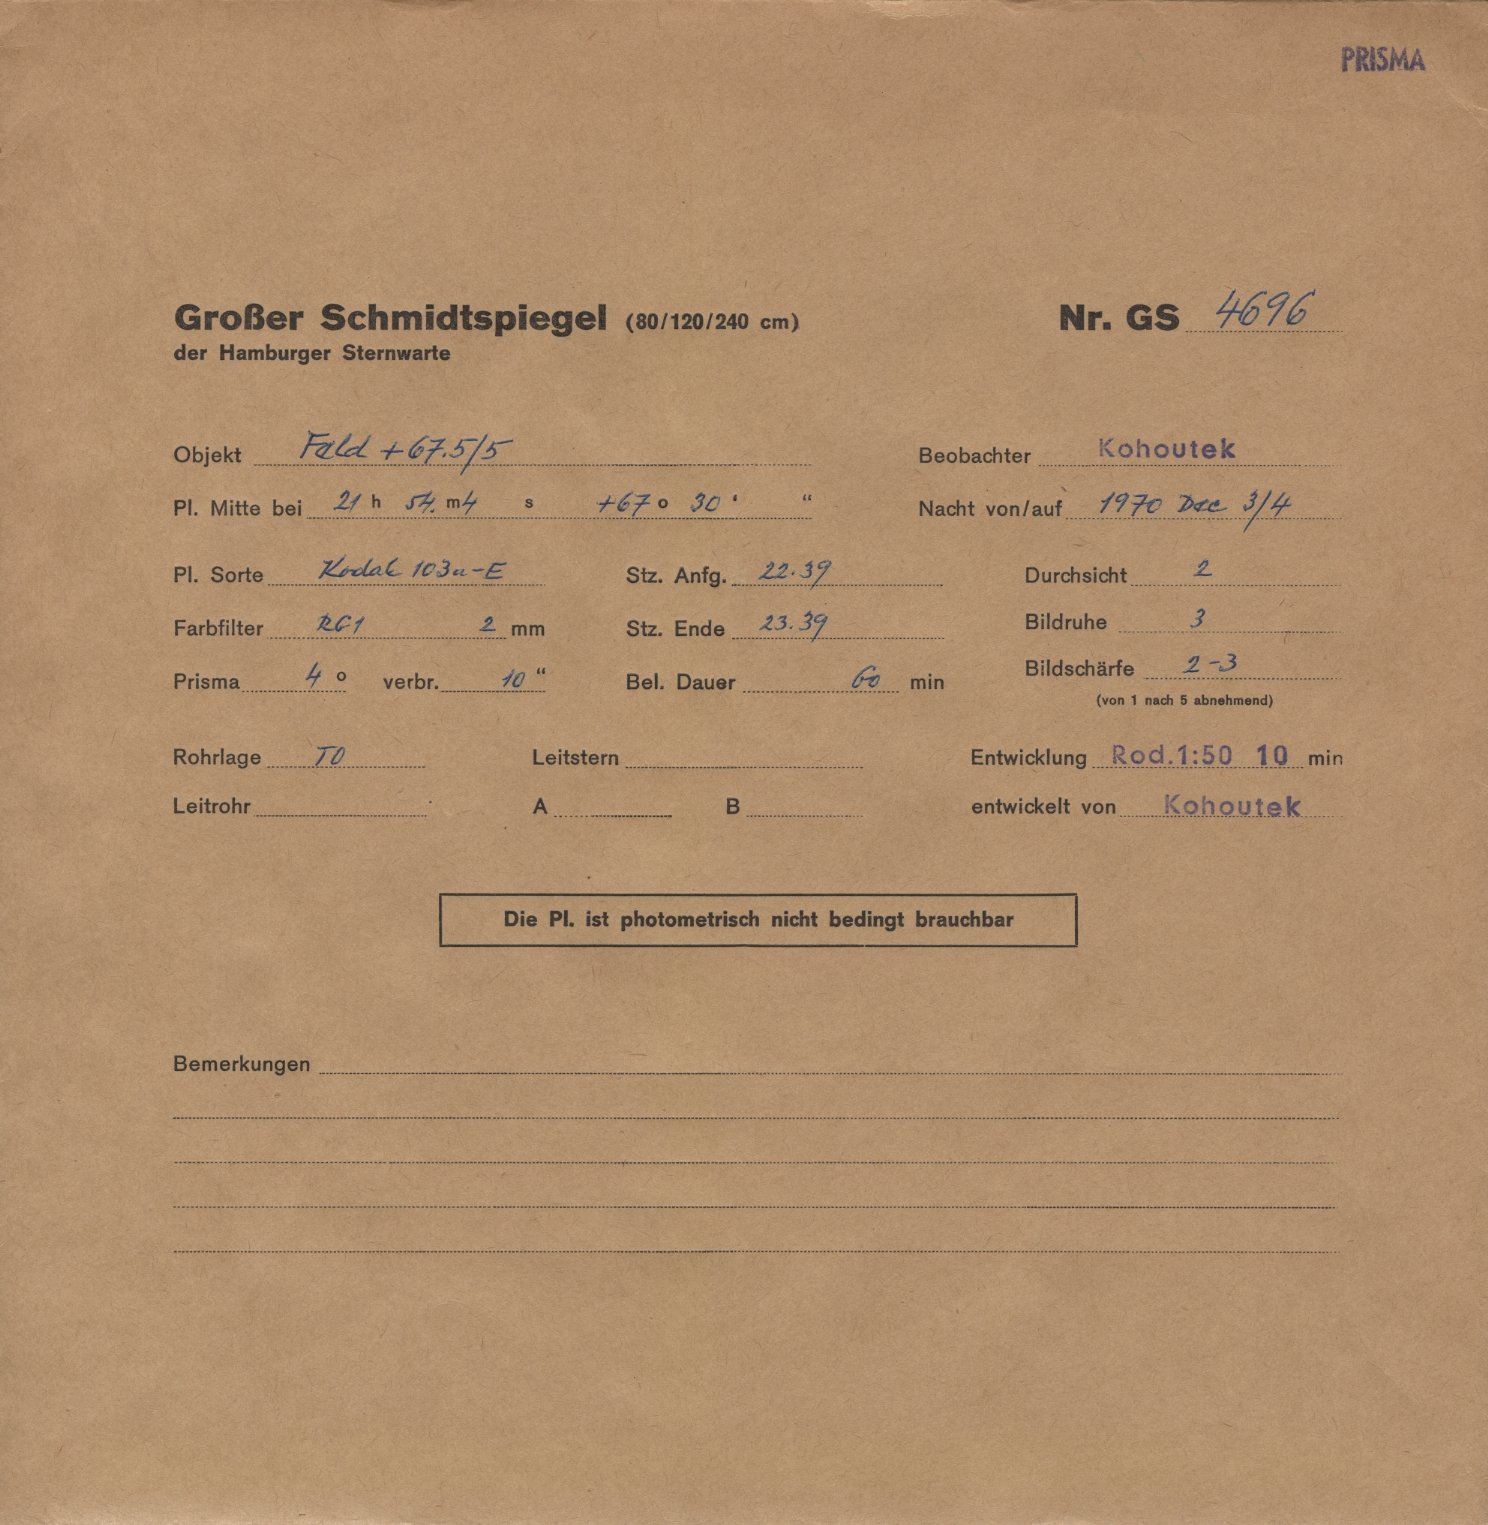 PRISMA
Großer Schmidtspiegel (80/120/240 cm) Nr. GS 4696
der Hamburger Sternwarte
Objekt Feld +67.5/5 Beobachter Kohoutek
Pl. Mitte bei 21 h 54. m4 s +67 o 30 ' " Nacht von/auf 1970 Dec 3/4
Pl. Sorte Kodak 103a-E Stz. Anfg. 22.39 Durchsicht 2
Farbfilter RG1 2 mm Stz. Ende 23.39 Bildruhe 3
Prisma 4 o verbr. 10 " Bel. Dauer 60 min Bildschärfe 2-3
(von 1 nach 5 abnehmend)
Rohrlage TO Leitstern Entwicklung Rod.1:50 10 min
Leitrohr A B entwickelt von Kohoutek
Die Pl. ist photometrisch nicht bedingt brauchbar
Bemerkungen